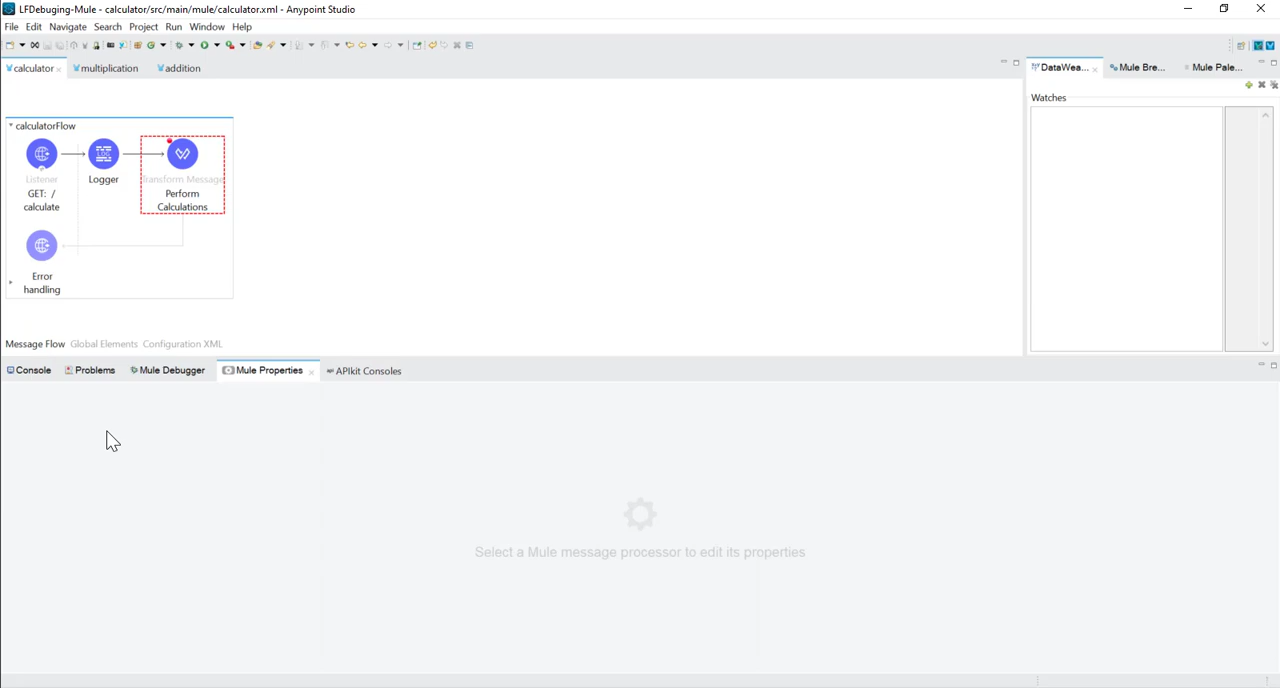 LFDebuging-Mule - calculator/src/main/mule/calculator.xml - Anypoint Studio
File Edit Navigate Search Project Run Window Help
calculator
multiplication
addition
DataWea...
Mule Bre...
Mule Pale...
Watches
calculatorFlow
LOG
Listener
Logger
Transform Message
GET: /
calculate
Perform
Calculations
Error
handling
Message Flow Global Elements Configuration XML
Console
Problems
Mule Debugger
Mule Properties
APIkit Consoles
Select a Mule message processor to edit its properties